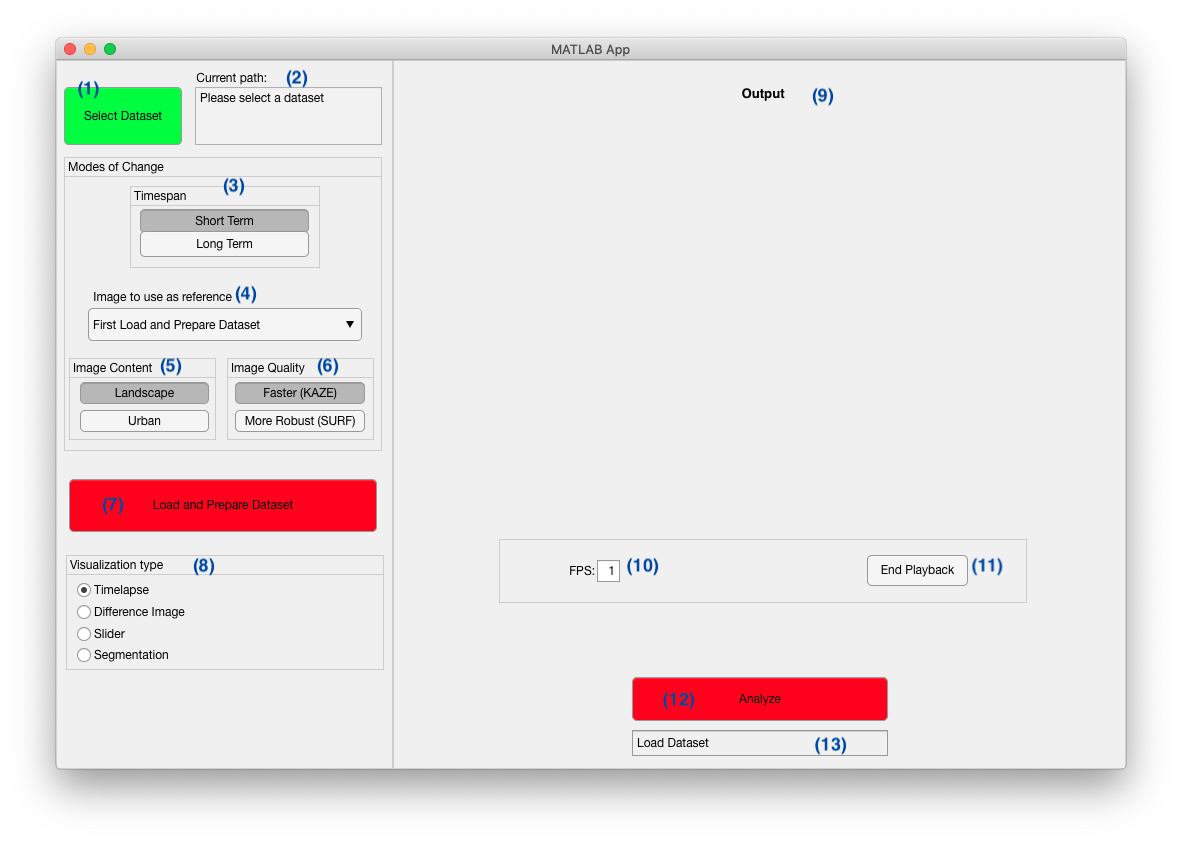 MATLAB App
(1)
Select Dataset
Current path: (2)
Please select a dataset
Modes of Change
Timespan (3)
Short Term
Long Term
Image to use as reference (4)
First Load and Prepare Dataset
Image Content (5)
Landscape
Urban
Image Quality (6)
Faster (KAZE)
More Robust (SURF)
(7) Load and Prepare Dataset
Visualization type (8)
Timelapse
Difference Image
Slider
Segmentation
Output (9)
FPS: 1 (10)
End Playback (11)
(12) Analyze
Load Dataset (13)